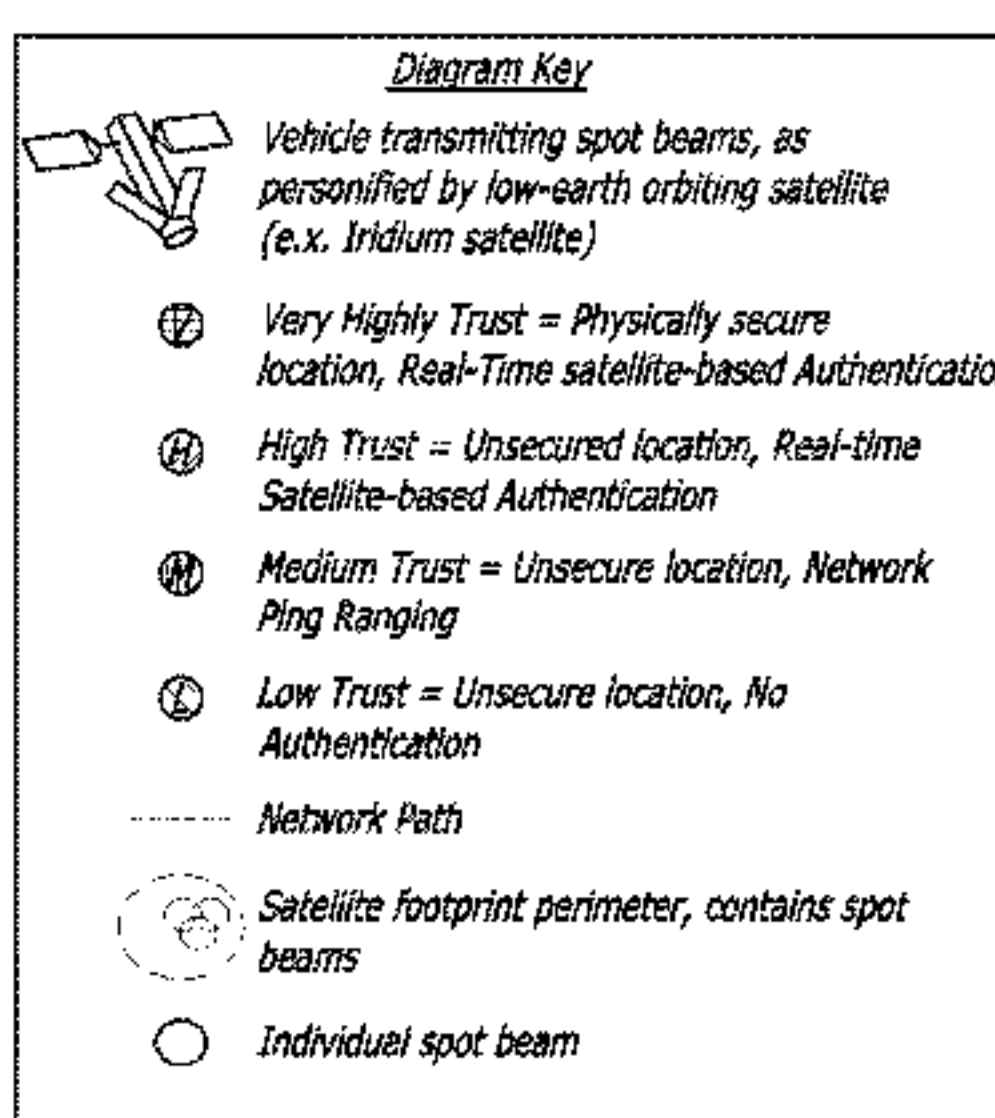 Diagram Key
Vehicle transmitting spot beams, as
personified by low-earth orbiting satellite
(e.x. Iridium satellite)
V
Very Highly Trust = Physically secure
location, Real-Time satellite-based Authenticatio
H
High Trust = Unsecured location, Real-time
Satellite-based Authentication
M
Medium Trust = Unsecure location, Network
Ping Ranging
L
Low Trust = Unsecure location, No
Authentication
Network Path
Satellite footprint perimeter, contains spot
beams
Individual spot beam